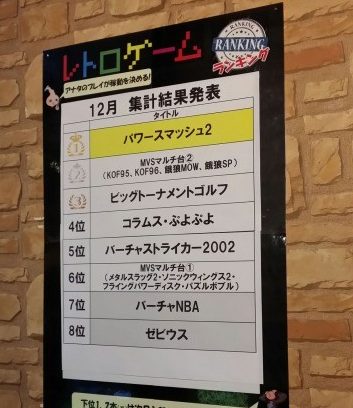 レトロゲーム
RANKING
RANKING
ランキング
アナタのプレイが稼動を決める!
12月 集計結果発表
タイトル
1
パワースマッシュ2
2
MVSマルチ台②
(KOF95、KOF96、餓狼MOW、餓狼SP)
3
ビッグトーナメントゴルフ
4位
コラムス・ぷよぷよ
5位
バーチャストライカー2002
6位
MVSマルチ台①
(メタルスラッグ2・ソニックウィングス2・
フライングパワーディスク・パズルボブル)
7位
バーチャNBA
8位
ゼビウス